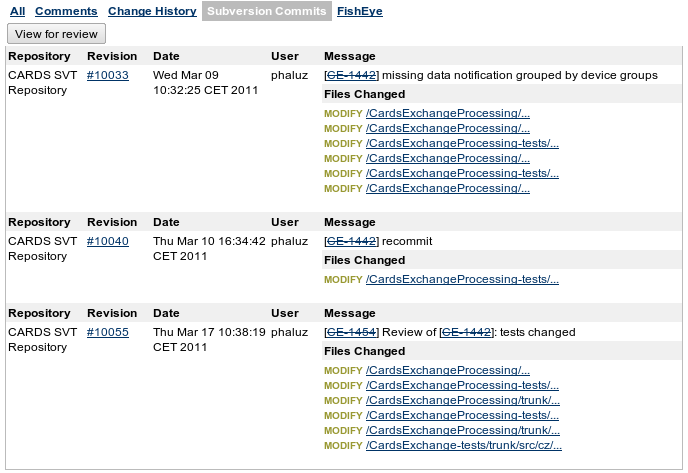 All Comments Change History Subversion Commits FishEye
View for review
Repository Revision Date User Message
CARDS SVT #10033 Wed Mar 09 phaluz [CE-1442] missing data notification grouped by device groups
Repository 10:32:25 CET 2011
Files Changed
MODIFY /CardsExchangeProcessing/...
MODIFY /CardsExchangeProcessing/...
MODIFY /CardsExchangeProcessing-tests/...
MODIFY /CardsExchangeProcessing/...
MODIFY /CardsExchangeProcessing-tests/...
MODIFY /CardsExchangeProcessing/...
Repository Revision Date User Message
CARDS SVT #10040 Thu Mar 10 16:34:42 phaluz [CE-1442] recommit
Repository CET 2011
Files Changed
MODIFY /CardsExchangeProcessing-tests/...
Repository Revision Date User Message
CARDS SVT #10055 Thu Mar 17 10:38:19 phaluz [CE-1454] Review of [CE-1442]: tests changed
Repository CET 2011
Files Changed
MODIFY /CardsExchangeProcessing/...
MODIFY /CardsExchangeProcessing-tests/...
MODIFY /CardsExchangeProcessing/trunk/...
MODIFY /CardsExchangeProcessing-tests/...
MODIFY /CardsExchangeProcessing/trunk/...
MODIFY /CardsExchange-tests/trunk/src/cz/...